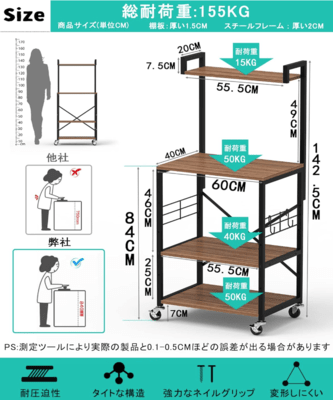 Size
総耐荷重:155KG
商品サイズ(単位CM)
棚板:厚い1.5CM
スチールフレーム:厚い2CM
20CM
7.5CM
耐荷重
15KG
55.5CM
49CM
他社
40CM
耐荷重
50KG
60CM
142.5CM
46CM
84CM
弊社
耐荷重
40KG
25CM
55.5CM
耐荷重
50KG
7CM
PS:測定ツールにより実際の製品と0.1-0.5CMほどの誤差が出る場合があります
耐圧迫性
タイトな構造
強力なネイルグリップ
変形しにくい